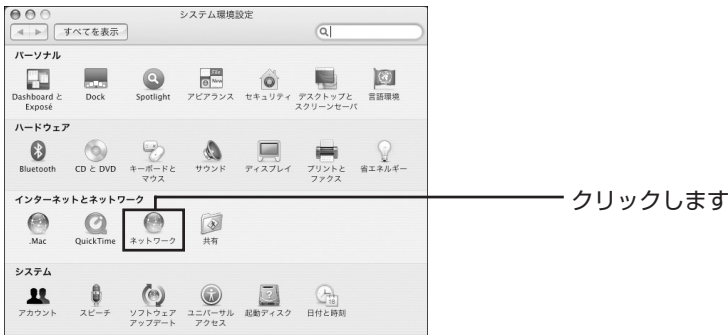 システム環境設定
すべてを表示
パーソナル
Dashboard と Exposé
Dock
Spotlight
アピアランス
セキュリティ
デスクトップと スクリーンセーバ
言語環境
ハードウェア
Bluetooth
CD と DVD
キーボードと マウス
サウンド
ディスプレイ
プリントと ファクス
省エネルギー
インターネットとネットワーク
クリックします
.Mac
QuickTime
ネットワーク
共有
システム
アカウント
スピーチ
ソフトウェア アップデート
ユニバーサル アクセス
起動ディスク
日付と時刻